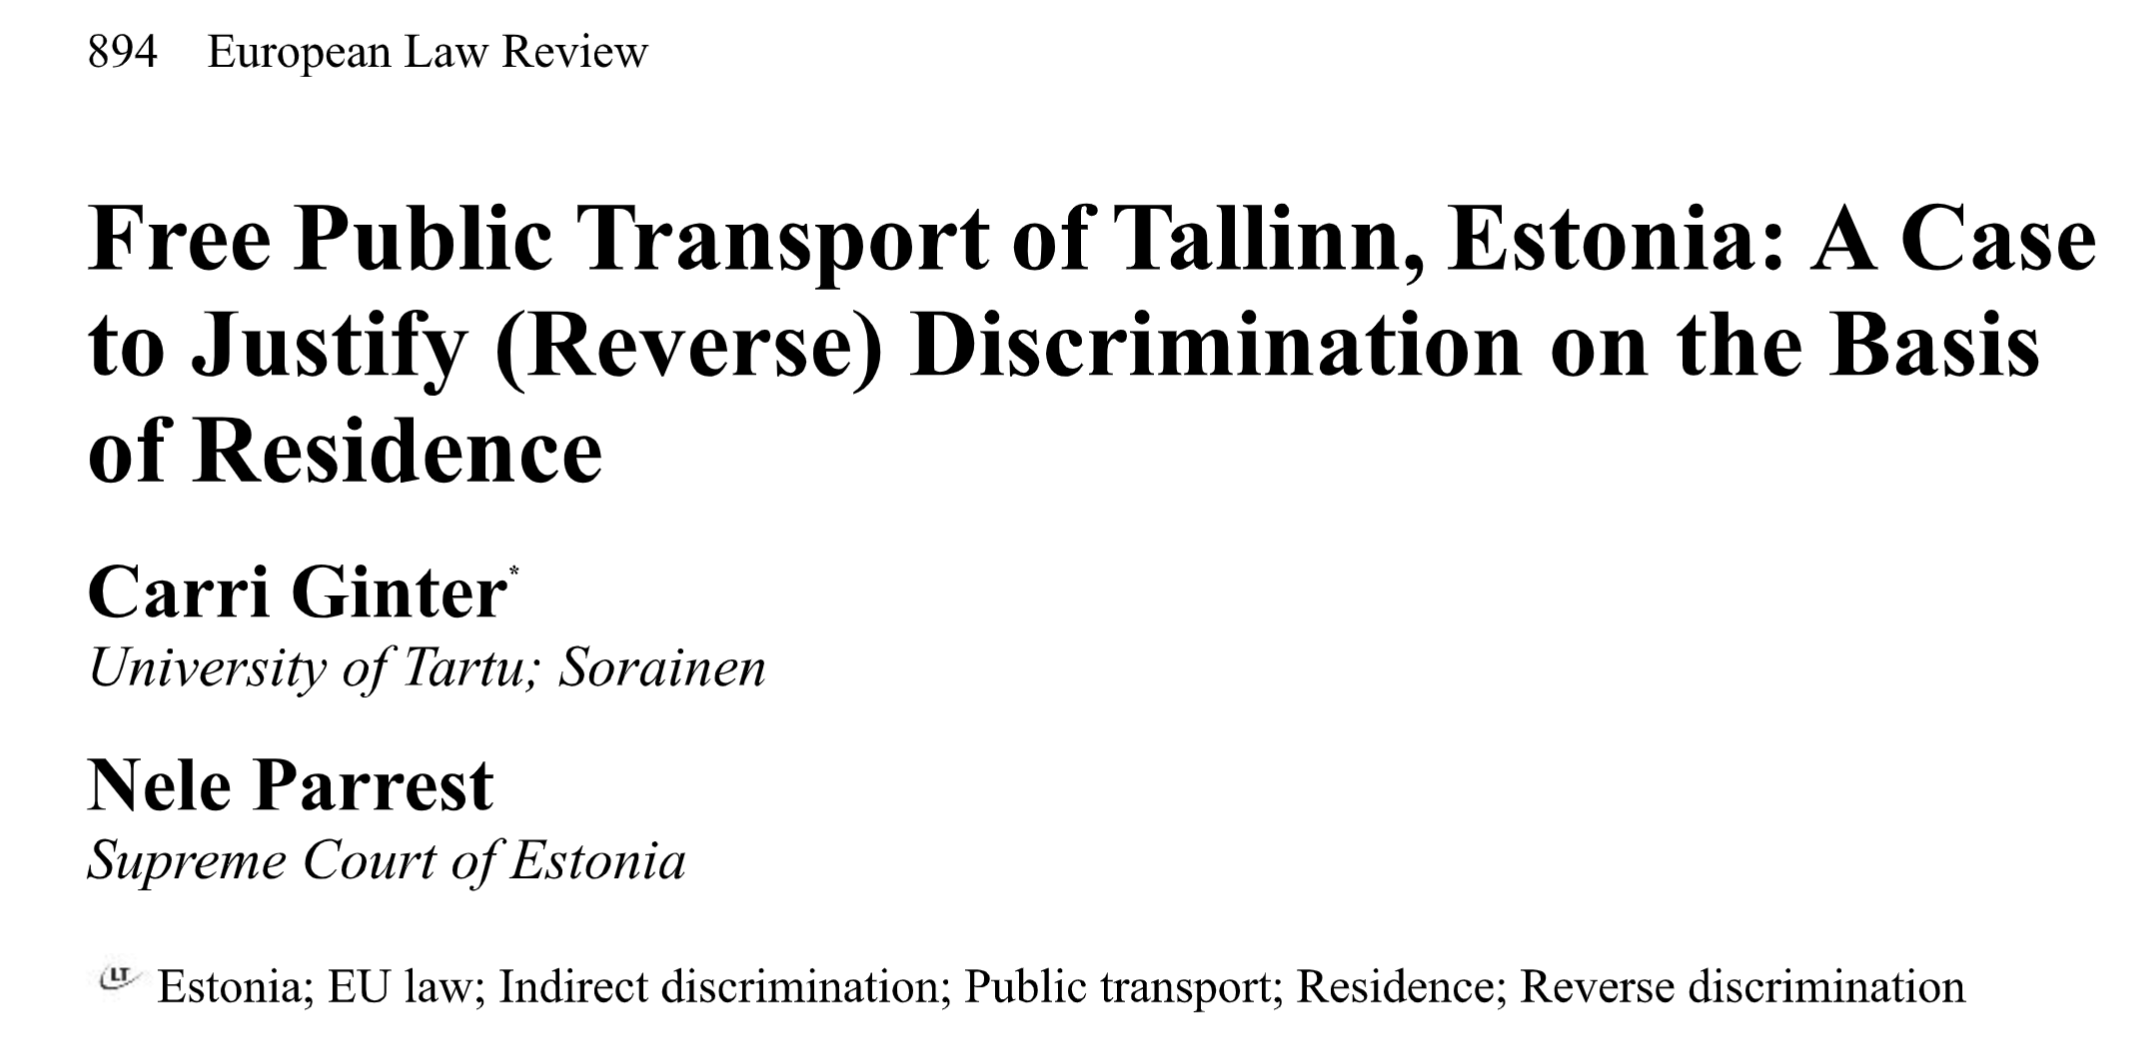 894 European Law Review
Free Public Transport of Tallinn, Estonia: A Case
to Justify (Reverse) Discrimination on the Basis
of Residence
Carri Ginter*
University of Tartu; Sorainen
Nele Parrest
Supreme Court of Estonia
LT Estonia; EU law; Indirect discrimination; Public transport; Residence; Reverse discrimination